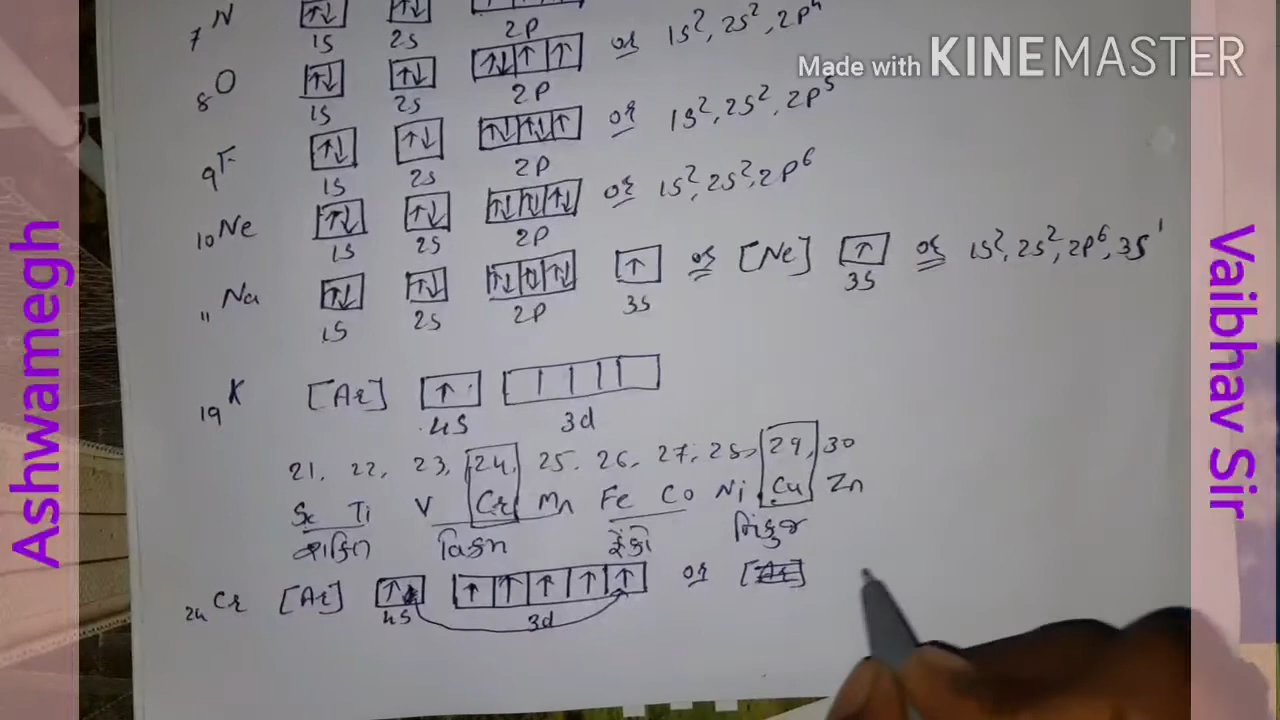 Made with KINEMASTER
Ashwamegh
Vaibhav Sir
7N ↑↓ ↑↓
1s 2s 2p
8O ↑↓ ↑↓ ↑↓ ↑ ↑ or 1s², 2s², 2p⁴
1s 2s 2p
9F ↑↓ ↑↓ ↑↓ ↑↓ ↑ or 1s², 2s², 2p⁵
1s 2s 2p
10Ne ↑↓ ↑↓ ↑↓ ↑↓ ↑↓ or 1s², 2s², 2p⁶
1s 2s 2p
11Na ↑↓ ↑↓ ↑↓ ↑↓ ↑↓ ↑ or [Ne] ↑ or 1s², 2s², 2p⁶, 3s¹
1s 2s 2p 3s 3s
19K [Ar] ↑
4s 3d
21, 22, 23, 24, 25, 26, 27, 28, 29, 30
Sc Ti V Cr Mn Fe Co Ni Cu Zn
24Cr [Ar] ↑ ↑ ↑ ↑ ↑ ↑ or
4s 3d